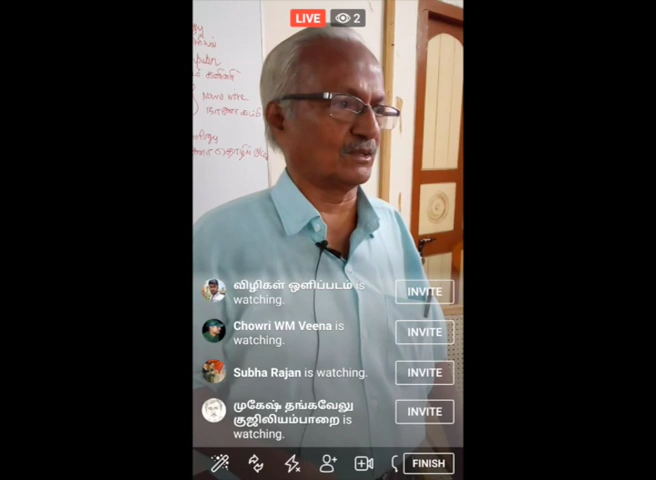 LIVE 2
கணினி
விழிகள் ஒளிப்படம் is
watching.
INVITE
Chowri WM Veena is
watching.
INVITE
Subha Rajan is watching.
INVITE
முகேஷ் தங்கவேலு
குஜிலியம்பாறை is
watching.
INVITE
FINISH